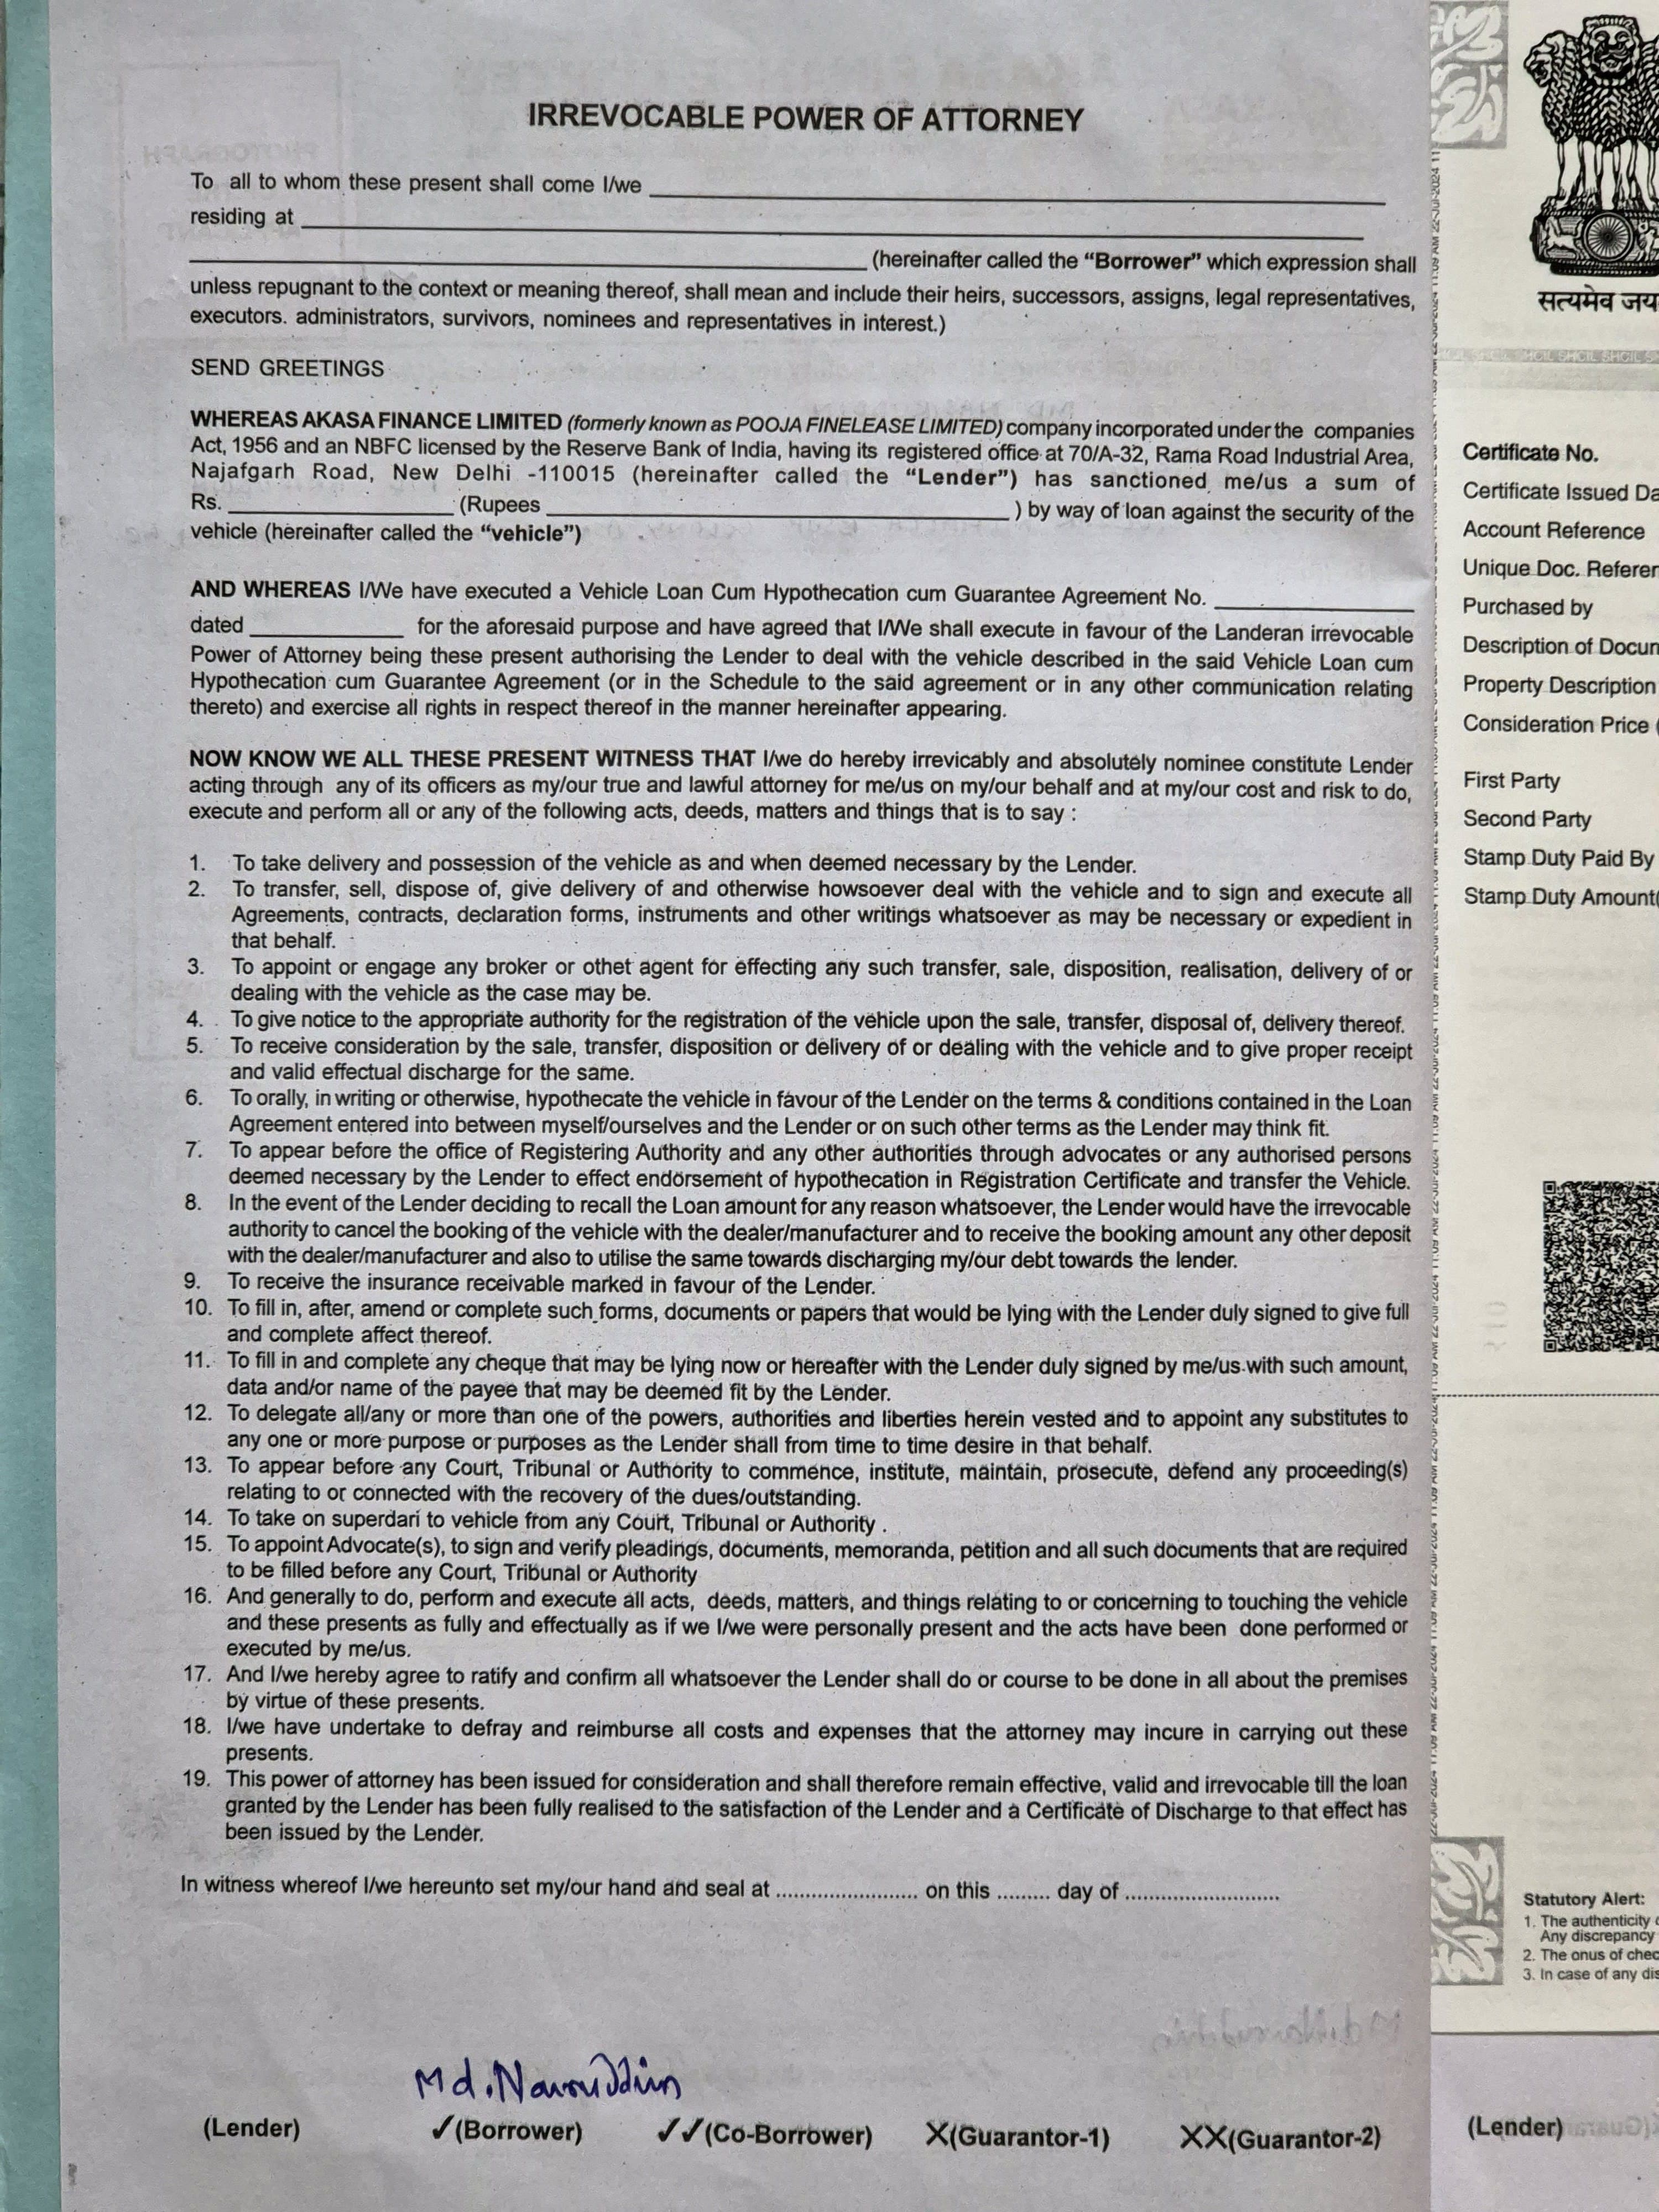 IRREVOCABLE POWER OF ATTORNEY
To all to whom these present shall come I/we
residing at
(hereinafter called the “Borrower” which expression shall
unless repugnant to the context or meaning thereof, shall mean and include their heirs, successors, assigns, legal representatives,
executors. administrators, survivors, nominees and representatives in interest.)
SEND GREETINGS
WHEREAS AKASA FINANCE LIMITED (formerly known as POOJA FINELEASE LIMITED) company incorporated under the companies
Act, 1956 and an NBFC licensed by the Reserve Bank of India, having its registered office at 70/A-32, Rama Road Industrial Area,
Najafgarh Road, New Delhi -110015 (hereinafter called the “Lender”) has sanctioned me/us a sum of
Rs. (Rupees ) by way of loan against the security of the
vehicle (hereinafter called the “vehicle”)
AND WHEREAS I/We have executed a Vehicle Loan Cum Hypothecation cum Guarantee Agreement No.
dated for the aforesaid purpose and have agreed that I/We shall execute in favour of the Landeran irrevocable
Power of Attorney being these present authorising the Lender to deal with the vehicle described in the said Vehicle Loan cum
Hypothecation cum Guarantee Agreement (or in the Schedule to the said agreement or in any other communication relating
thereto) and exercise all rights in respect thereof in the manner hereinafter appearing.
NOW KNOW WE ALL THESE PRESENT WITNESS THAT I/we do hereby irrevicably and absolutely nominee constitute Lender
acting through any of its officers as my/our true and lawful attorney for me/us on my/our behalf and at my/our cost and risk to do,
execute and perform all or any of the following acts, deeds, matters and things that is to say :
1. To take delivery and possession of the vehicle as and when deemed necessary by the Lender.
2. To transfer, sell, dispose of, give delivery of and otherwise howsoever deal with the vehicle and to sign and execute all
Agreements, contracts, declaration forms, instruments and other writings whatsoever as may be necessary or expedient in
that behalf.
3. To appoint or engage any broker or othet agent for effecting any such transfer, sale, disposition, realisation, delivery of or
dealing with the vehicle as the case may be.
4. To give notice to the appropriate authority for the registration of the vehicle upon the sale, transfer, disposal of, delivery thereof.
5. To receive consideration by the sale, transfer, disposition or delivery of or dealing with the vehicle and to give proper receipt
and valid effectual discharge for the same.
6. To orally, in writing or otherwise, hypothecate the vehicle in favour of the Lender on the terms & conditions contained in the Loan
Agreement entered into between myself/ourselves and the Lender or on such other terms as the Lender may think fit.
7. To appear before the office of Registering Authority and any other authorities through advocates or any authorised persons
deemed necessary by the Lender to effect endorsement of hypothecation in Registration Certificate and transfer the Vehicle.
8. In the event of the Lender deciding to recall the Loan amount for any reason whatsoever, the Lender would have the irrevocable
authority to cancel the booking of the vehicle with the dealer/manufacturer and to receive the booking amount any other deposit
with the dealer/manufacturer and also to utilise the same towards discharging my/our debt towards the lender.
9. To receive the insurance receivable marked in favour of the Lender.
10. To fill in, after, amend or complete such forms, documents or papers that would be lying with the Lender duly signed to give full
and complete affect thereof.
11. To fill in and complete any cheque that may be lying now or hereafter with the Lender duly signed by me/us with such amount,
data and/or name of the payee that may be deemed fit by the Lender.
12. To delegate all/any or more than one of the powers, authorities and liberties herein vested and to appoint any substitutes to
any one or more purpose or purposes as the Lender shall from time to time desire in that behalf.
13. To appear before any Court, Tribunal or Authority to commence, institute, maintain, prosecute, defend any proceeding(s)
relating to or connected with the recovery of the dues/outstanding.
14. To take on superdari to vehicle from any Court, Tribunal or Authority .
15. To appoint Advocate(s), to sign and verify pleadings, documents, memoranda, petition and all such documents that are required
to be filled before any Court, Tribunal or Authority
16. And generally to do, perform and execute all acts, deeds, matters, and things relating to or concerning to touching the vehicle
and these presents as fully and effectually as if we I/we were personally present and the acts have been done performed or
executed by me/us.
17. And I/we hereby agree to ratify and confirm all whatsoever the Lender shall do or course to be done in all about the premises
by virtue of these presents.
18. I/we have undertake to defray and reimburse all costs and expenses that the attorney may incure in carrying out these
presents.
19. This power of attorney has been issued for consideration and shall therefore remain effective, valid and irrevocable till the loan
granted by the Lender has been fully realised to the satisfaction of the Lender and a Certificate of Discharge to that effect has
been issued by the Lender.
In witness whereof I/we hereunto set my/our hand and seal at ........................ on this ......... day of ..........................
Md.
(Lender) ✓(Borrower) ✓✓(Co-Borrower) X(Guarantor-1) XX(Guarantor-2)
सत्यमेव जय
Certificate No.
Certificate Issued Da
Account Reference
Unique Doc. Referen
Purchased by
Description of Docum
Property Description
Consideration Price (
First Party
Second Party
Stamp Duty Paid By
Stamp Duty Amount(
Statutory Alert:
1. The authenticity
Any discrepancy
2. The onus of chec
3. In case of any dis
(Lender)